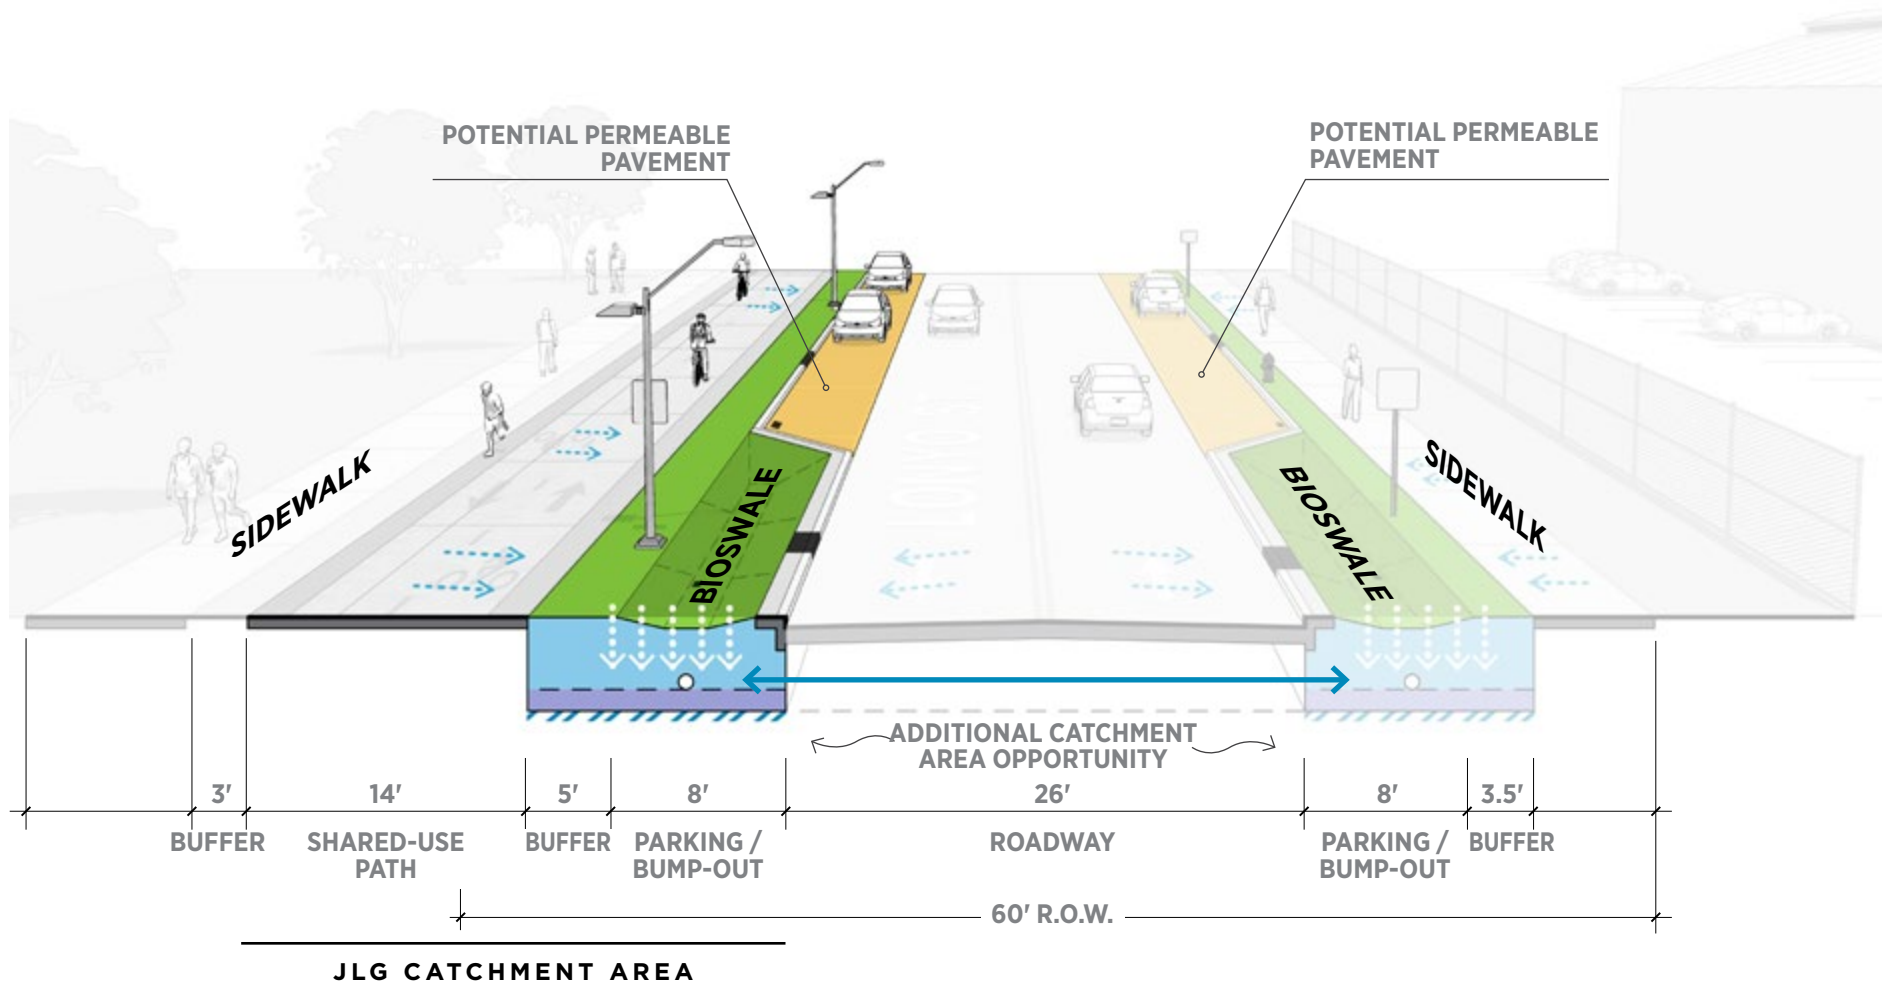 POTENTIAL PERMEABLE
PAVEMENT
POTENTIAL PERMEABLE
PAVEMENT
SIDEWALK
BIOSWALE
BIOSWALE
SIDEWALK
ADDITIONAL CATCHMENT
AREA OPPORTUNITY
3' 14' 5' 8' 26' 8' 3.5'
BUFFER SHARED-USE BUFFER PARKING / ROADWAY PARKING / BUFFER
PATH BUMP-OUT BUMP-OUT
60' R.O.W.
JLG CATCHMENT AREA